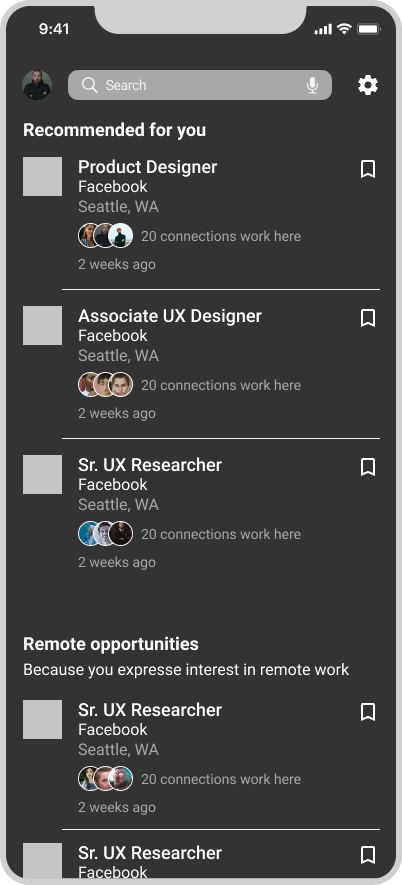 9:41
Search
Recommended for you
Product Designer
Facebook
Seattle, WA
20 connections work here
2 weeks ago
Associate UX Designer
Facebook
Seattle, WA
20 connections work here
2 weeks ago
Sr. UX Researcher
Facebook
Seattle, WA
20 connections work here
2 weeks ago
Remote opportunities
Because you expresse interest in remote work
Sr. UX Researcher
Facebook
Seattle, WA
20 connections work here
2 weeks ago
Sr. UX Researcher
Facebook